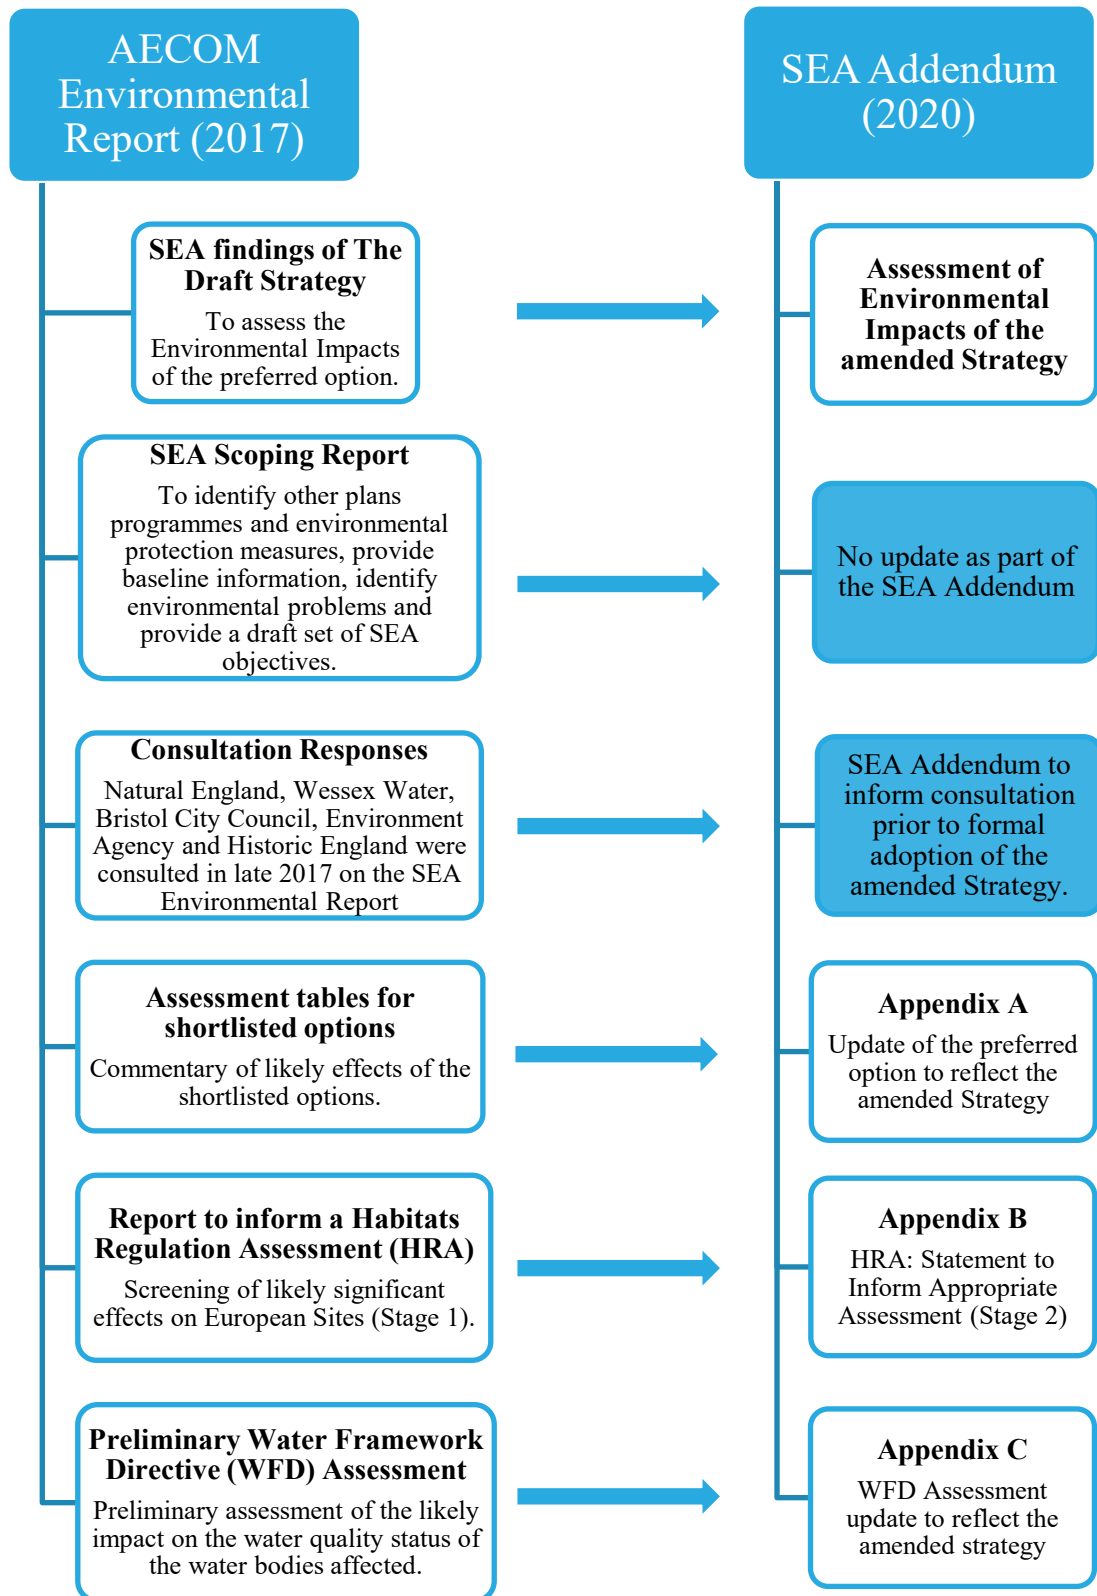 AECOM
Environmental
Report (2017)
SEA Addendum
(2020)
SEA findings of The
Draft Strategy
To assess the
Environmental Impacts
of the preferred option.
Assessment of
Environmental
Impacts of the
amended Strategy
SEA Scoping Report
To identify other plans
programmes and environmental
protection measures, provide
baseline information, identify
environmental problems and
provide a draft set of SEA
objectives.
No update as part of
the SEA Addendum
Consultation Responses
Natural England, Wessex Water,
Bristol City Council, Environment
Agency and Historic England were
consulted in late 2017 on the SEA
Environmental Report
SEA Addendum to
inform consultation
prior to formal
adoption of the
amended Strategy.
Assessment tables for
shortlisted options
Commentary of likely effects of the
shortlisted options.
Appendix A
Update of the preferred
option to reflect the
amended Strategy
Report to inform a Habitats
Regulation Assessment (HRA)
Screening of likely significant
effects on European Sites (Stage 1).
Appendix B
HRA: Statement to
Inform Appropriate
Assessment (Stage 2)
Preliminary Water Framework
Directive (WFD) Assessment
Preliminary assessment of the likely
impact on the water quality status of
the water bodies affected.
Appendix C
WFD Assessment
update to reflect the
amended strategy